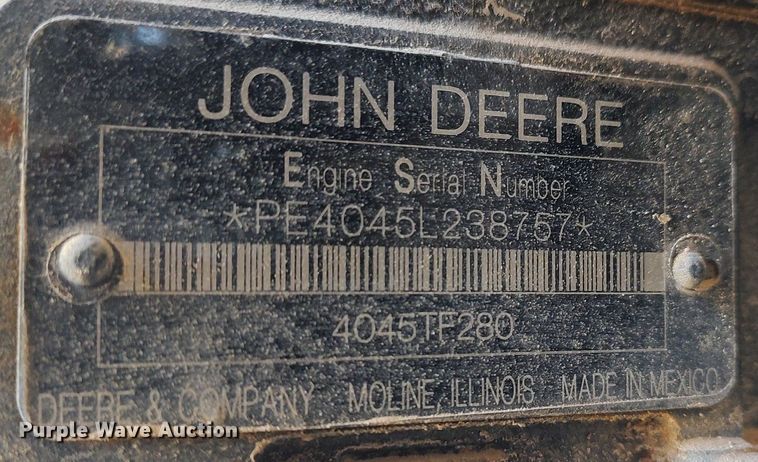 JOHN DEERE
Engine Serial Number
*PE4045L238757*
4045TF280
DEERE & COMPANY MOLINE, ILLINOIS MADE IN MEXICO
Purple Wave Auction